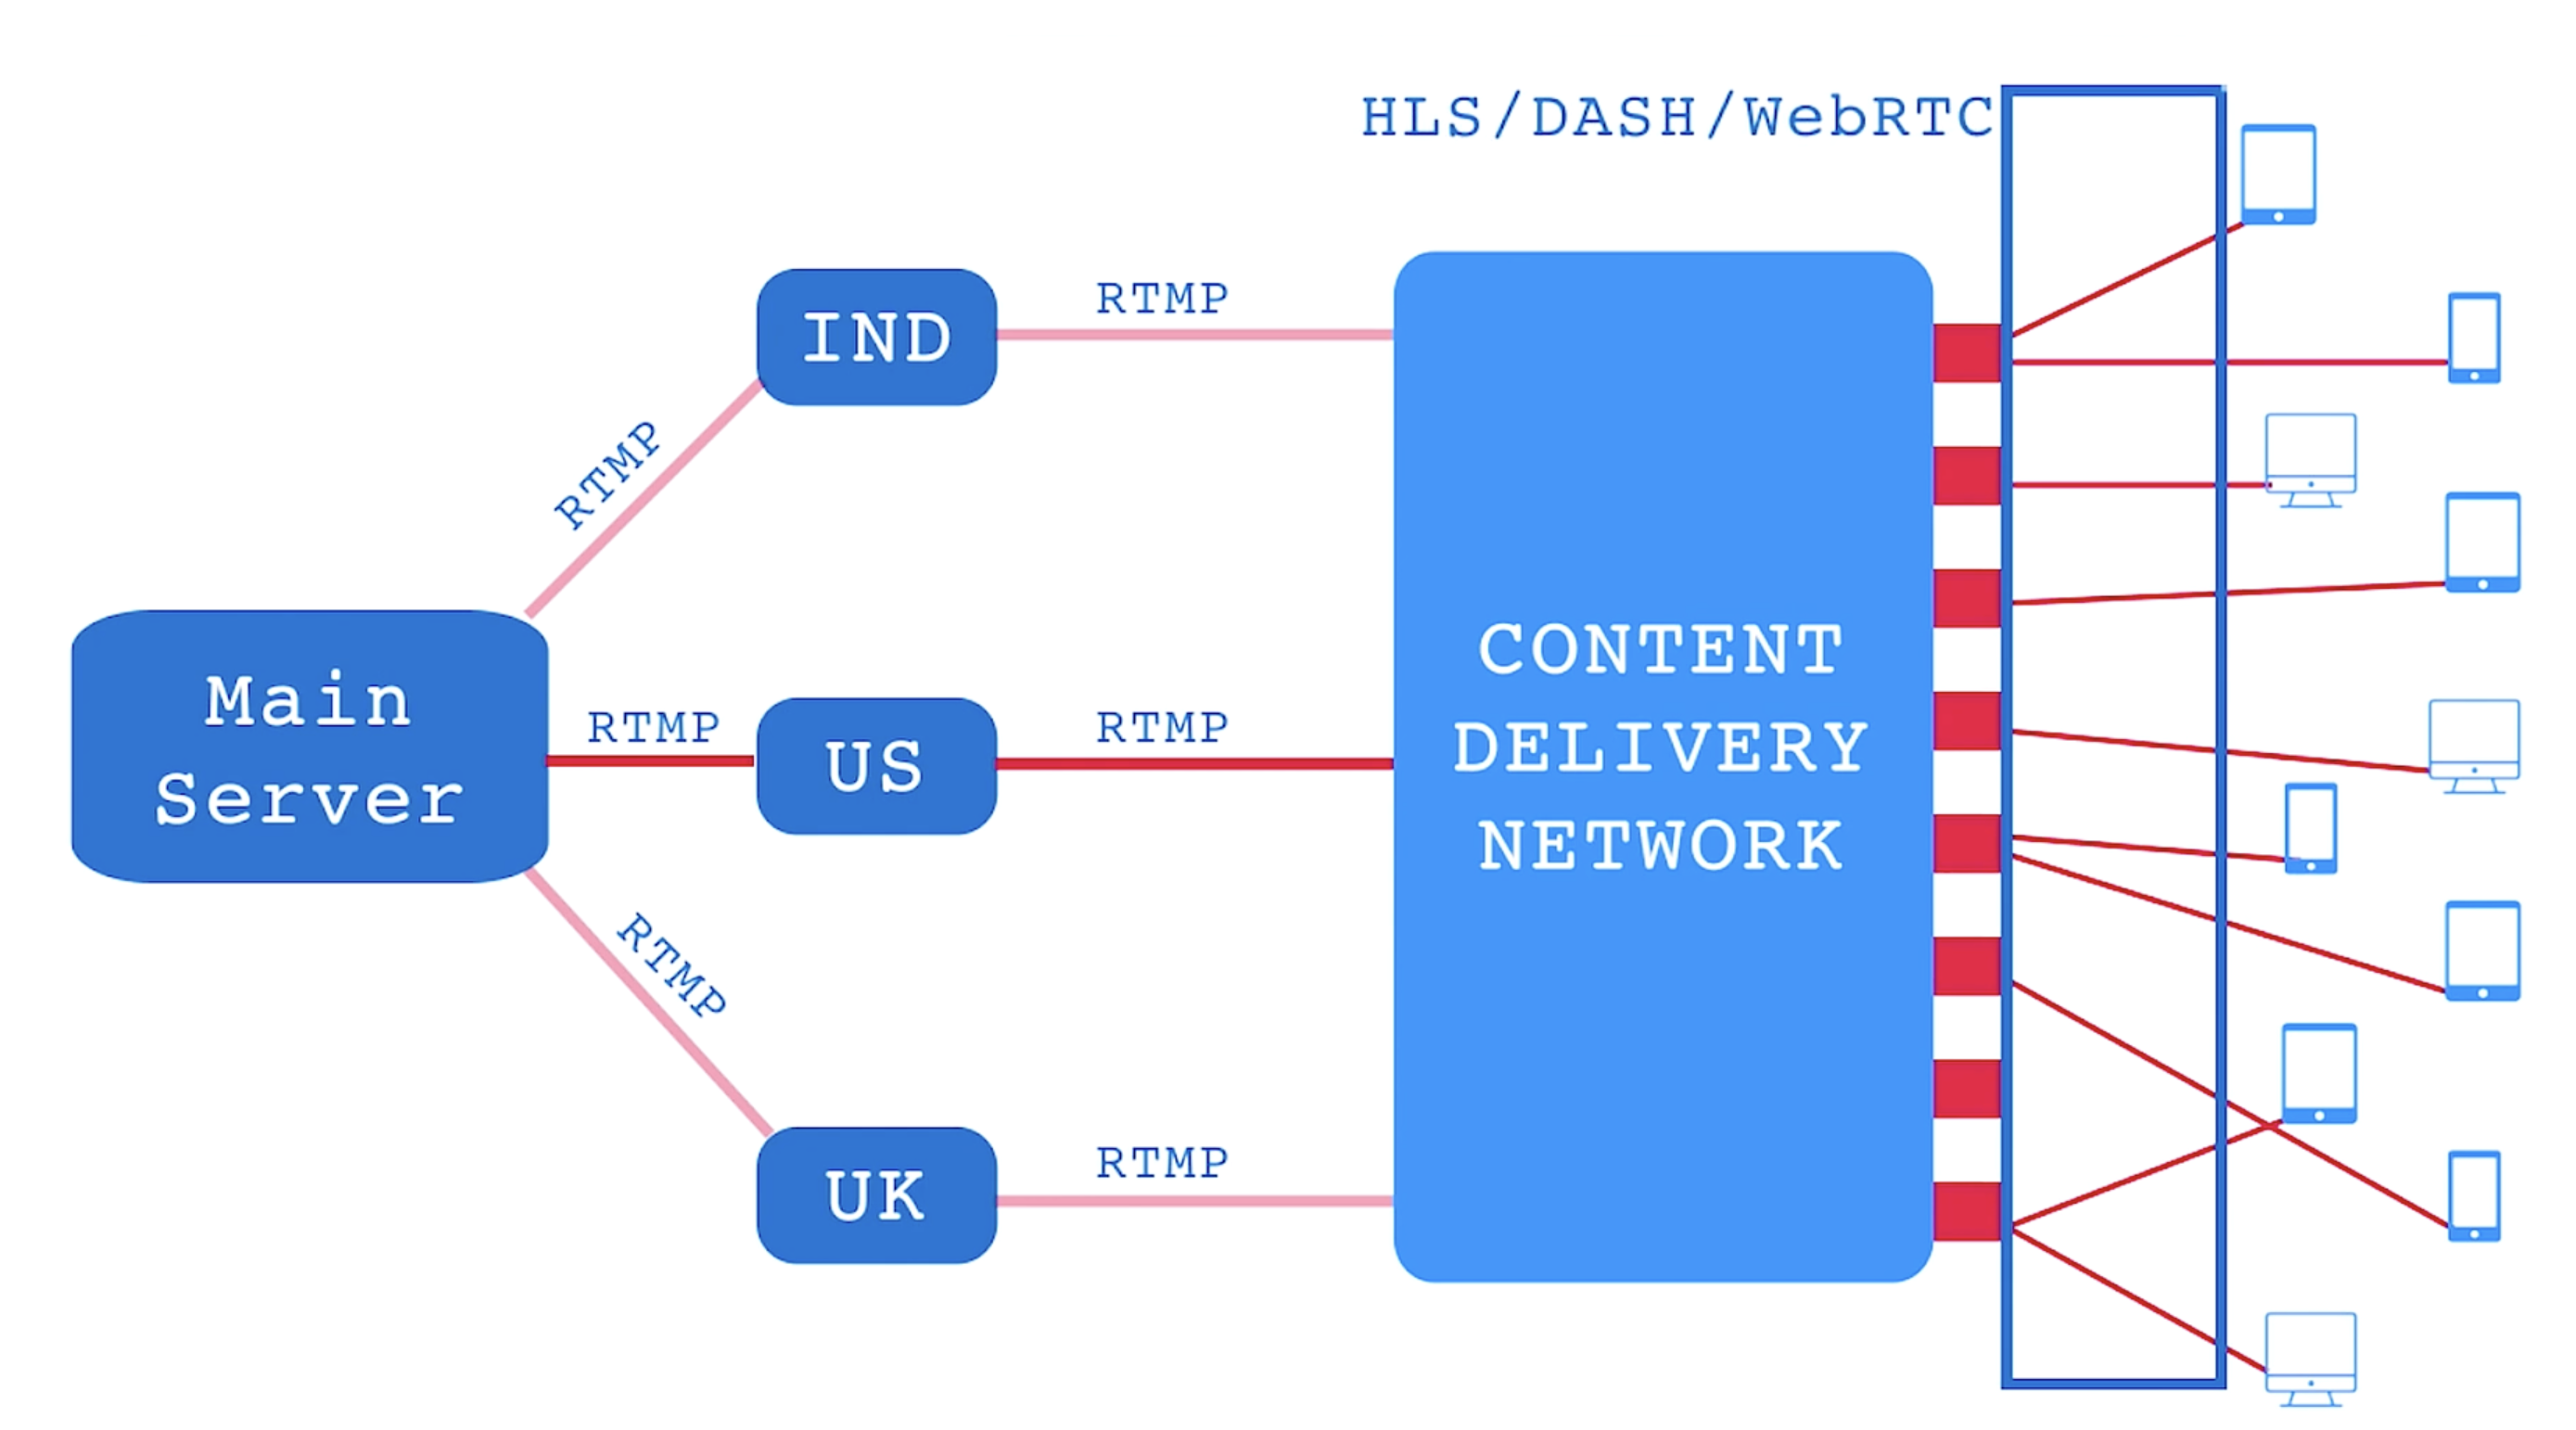 HLS/DASH/WebRTC
IND
RTMP
RTMP
Main
Server
RTMP
US
RTMP
CONTENT
DELIVERY
NETWORK
RTMP
UK
RTMP